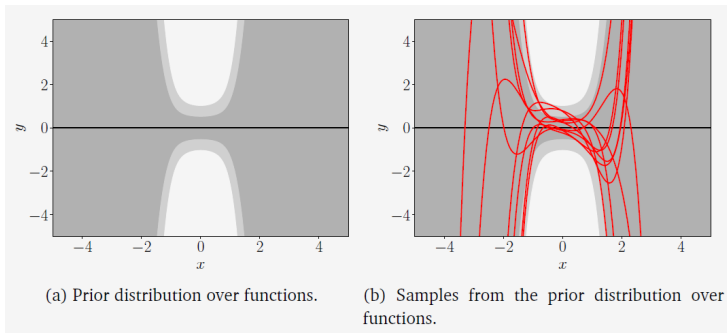 4
2
0
−2
−4
y
−4 −2 0 2 4
x
4
2
0
−2
−4
y
−4 −2 0 2 4
x
(a) Prior distribution over functions.
(b) Samples from the prior distribution over
functions.